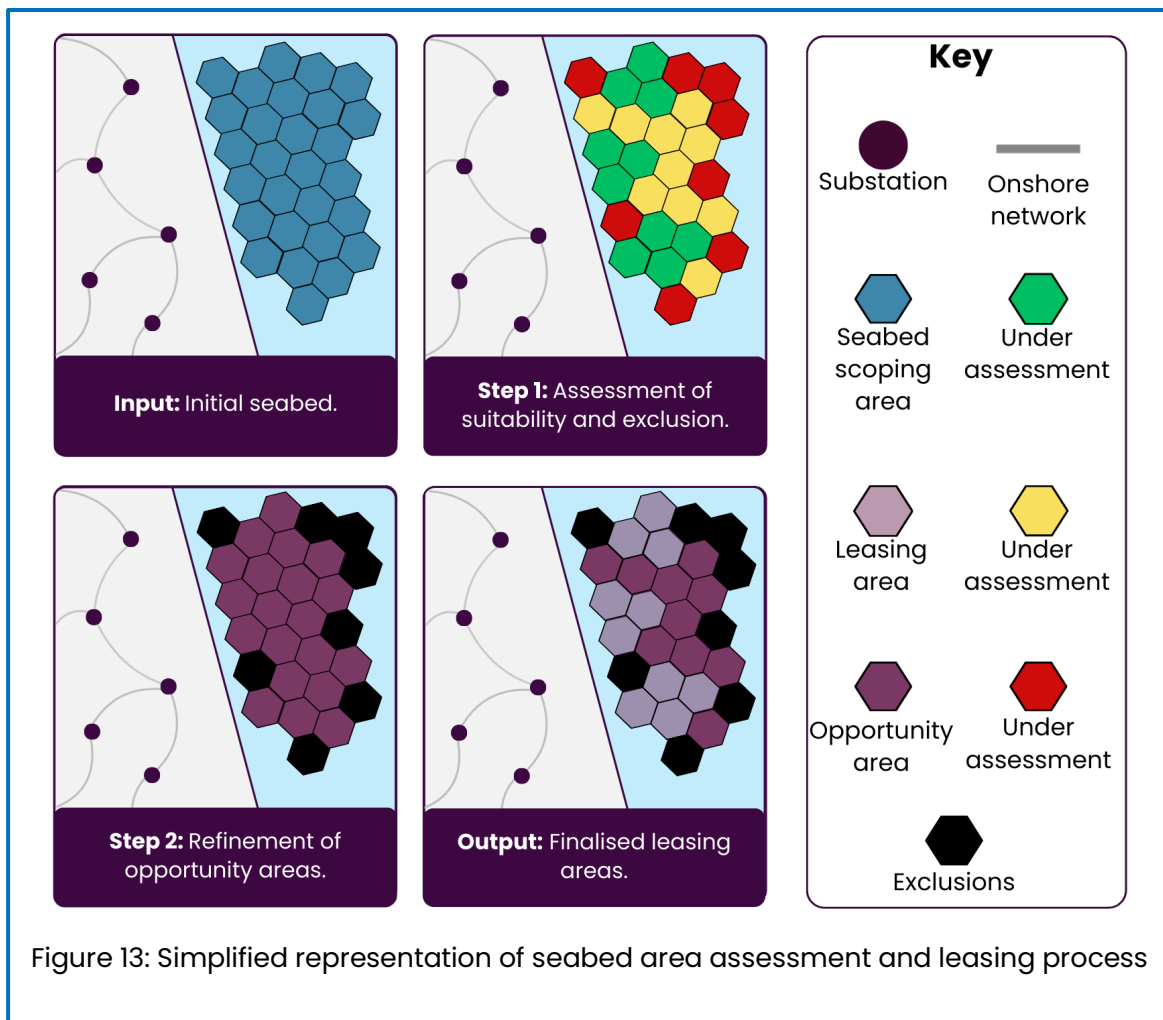 Input: Initial seabed.
Step 1: Assessment of
suitability and exclusion.
Step 2: Refinement of
opportunity areas.
Output: Finalised leasing
areas.
Key
Substation
Onshore
network
Seabed
scoping
area
Under
assessment
Leasing
area
Under
assessment
Opportunity
area
Under
assessment
Exclusions
Figure 13: Simplified representation of seabed area assessment and leasing process